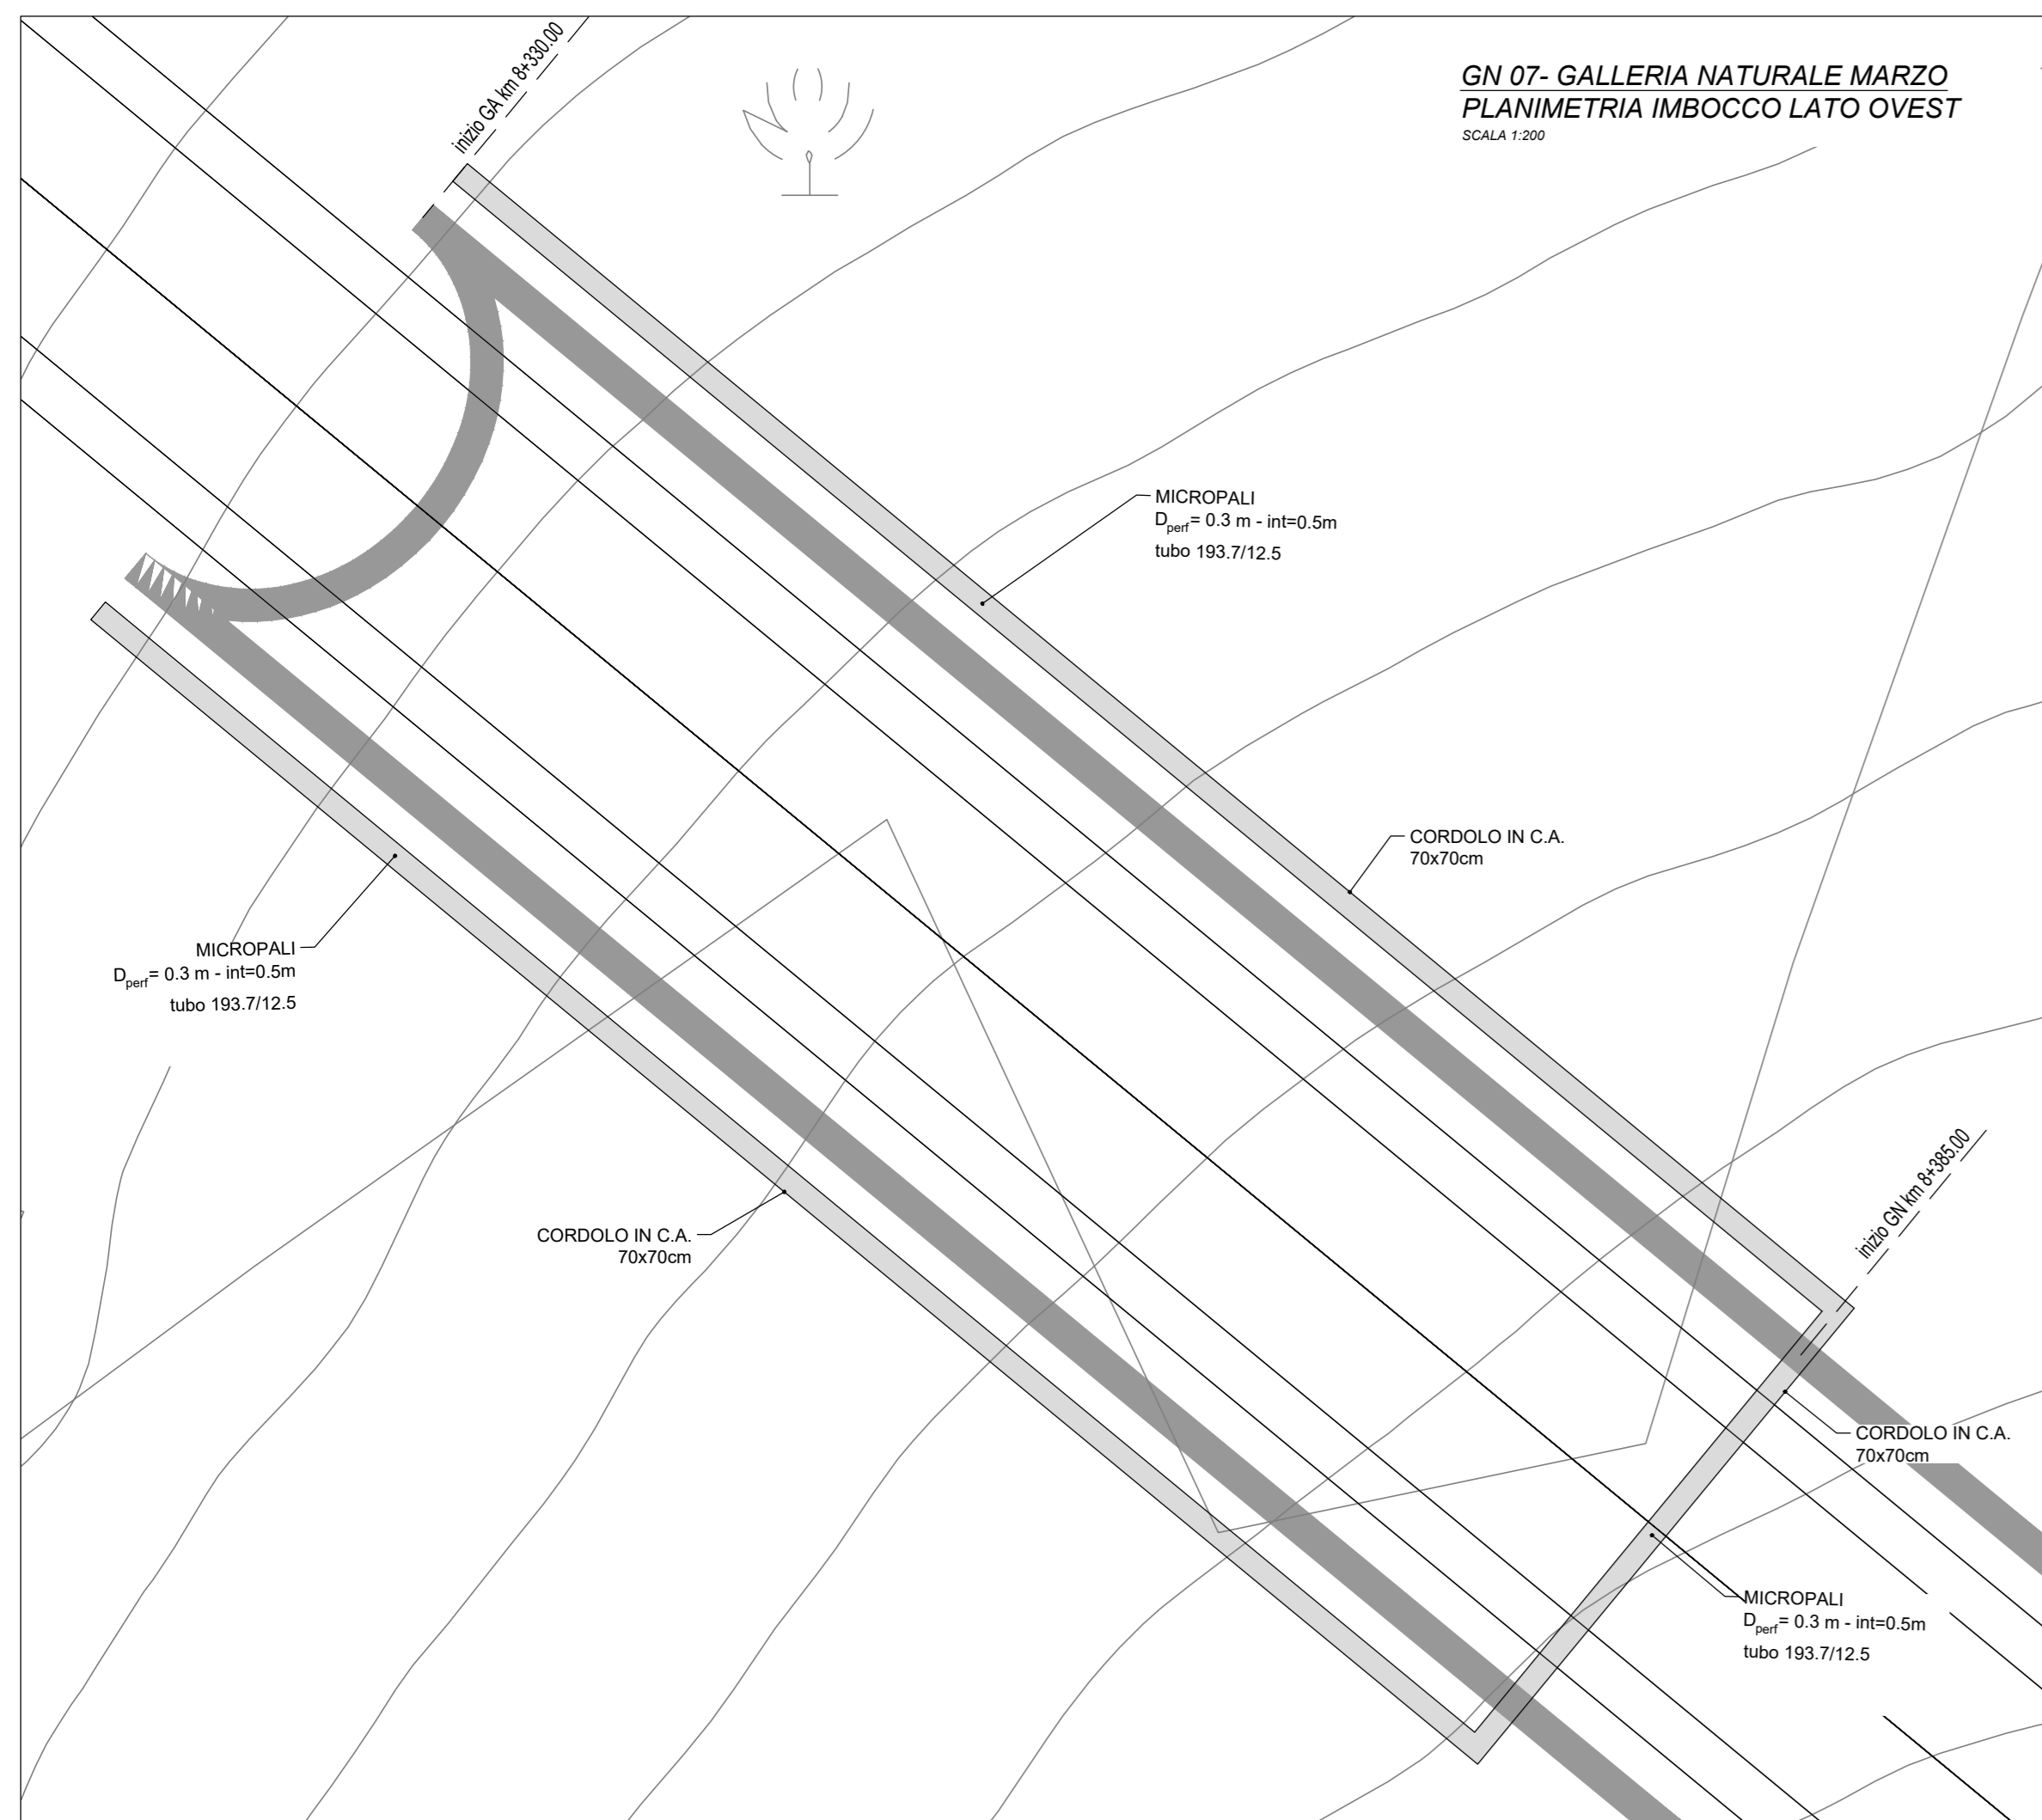 inizio GA km 8+330.00
GN 07- GALLERIA NATURALE MARZO
PLANIMETRIA IMBOCCO LATO OVEST
SCALA 1:200
MICROPALI
Dperf= 0.3 m - int=0.5m
tubo 193.7/12.5
CORDOLO IN C.A.
70x70cm
MICROPALI
Dperf= 0.3 m - int=0.5m
tubo 193.7/12.5
CORDOLO IN C.A.
70x70cm
inizio GN km 8+385.00
CORDOLO IN C.A.
70x70cm
MICROPALI
Dperf= 0.3 m - int=0.5m
tubo 193.7/12.5